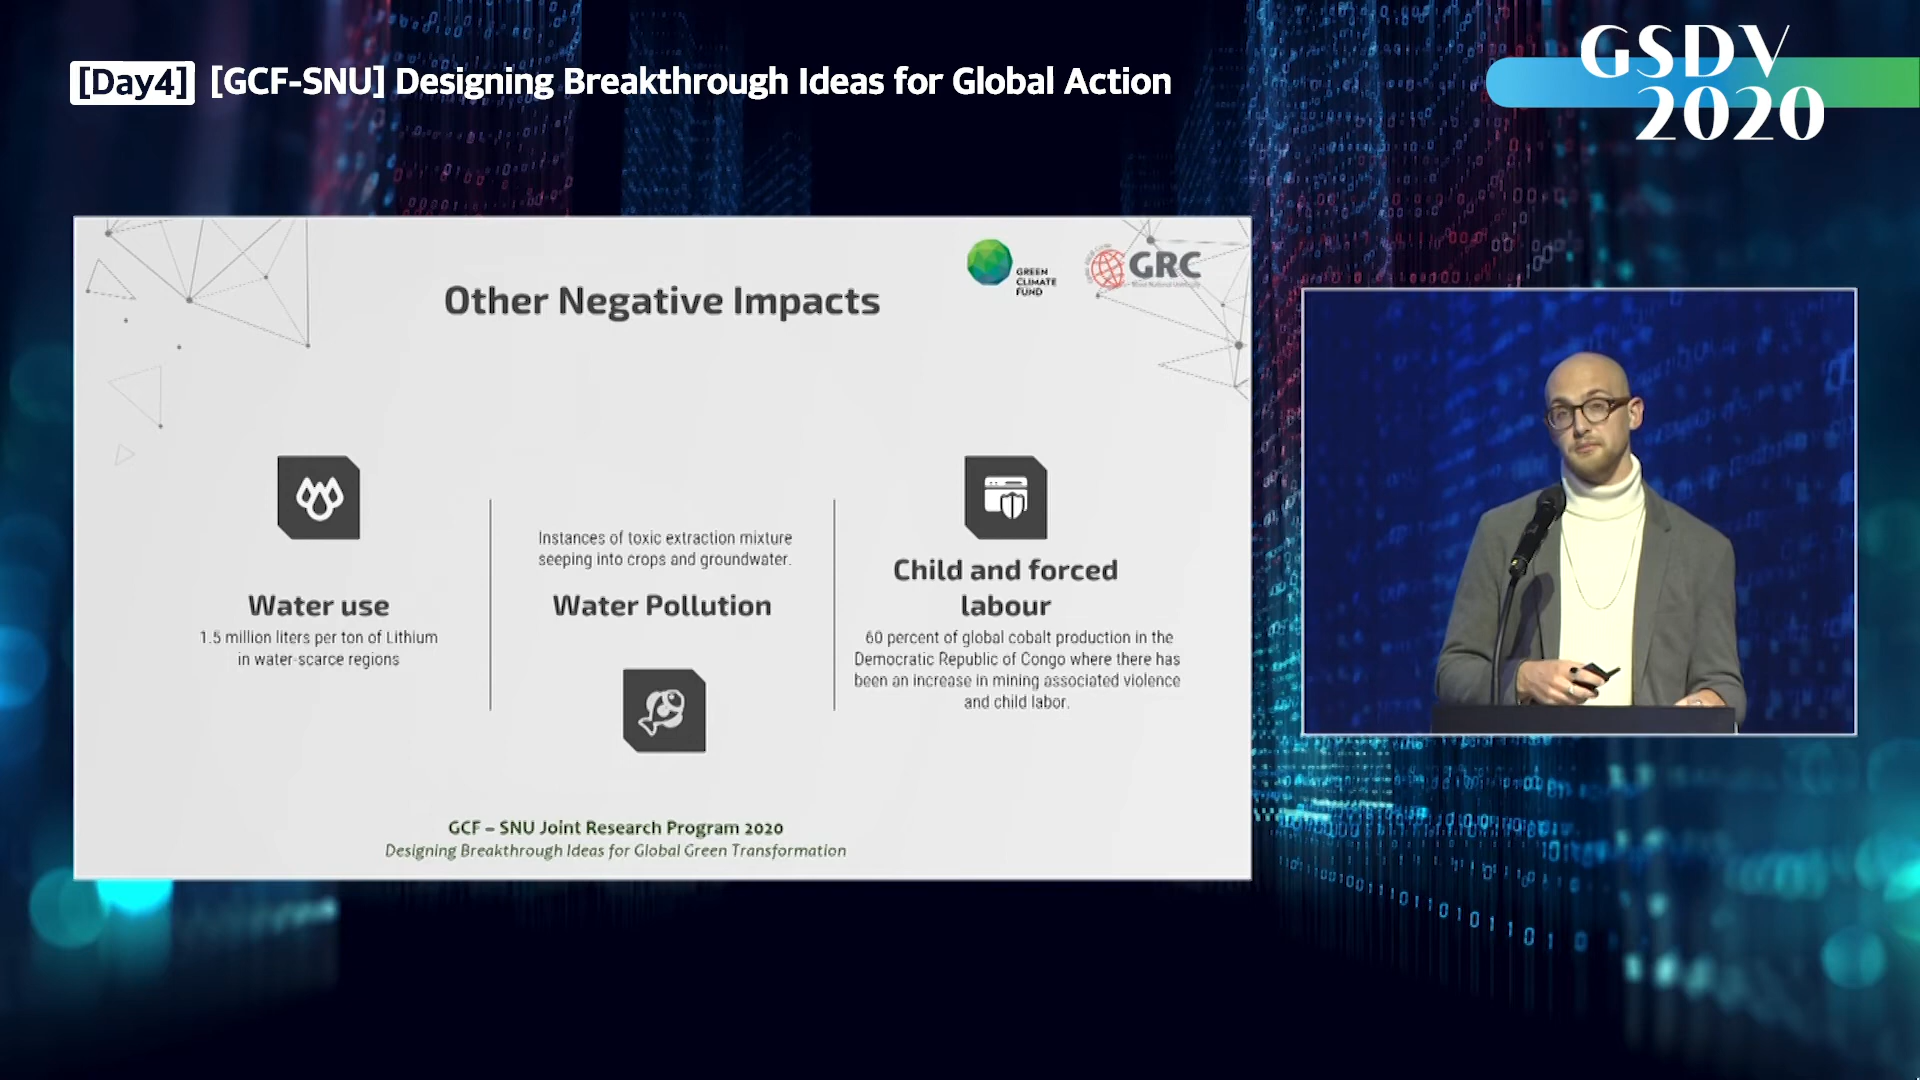 [Day4] [GCF-SNU] Designing Breakthrough Ideas for Global Action
GSDV
2020
GREEN
CLIMATE
FUND
GRC
Other Negative Impacts
Water use
1.5 million liters per ton of Lithium
in water-scarce regions
Instances of toxic extraction mixture
seeping into crops and groundwater.
Water Pollution
Child and forced
labour
60 percent of global cobalt production in the
Democratic Republic of Congo where there has
been an increase in mining associated violence
and child labor.
GCF – SNU Joint Research Program 2020
Designing Breakthrough Ideas for Global Green Transformation